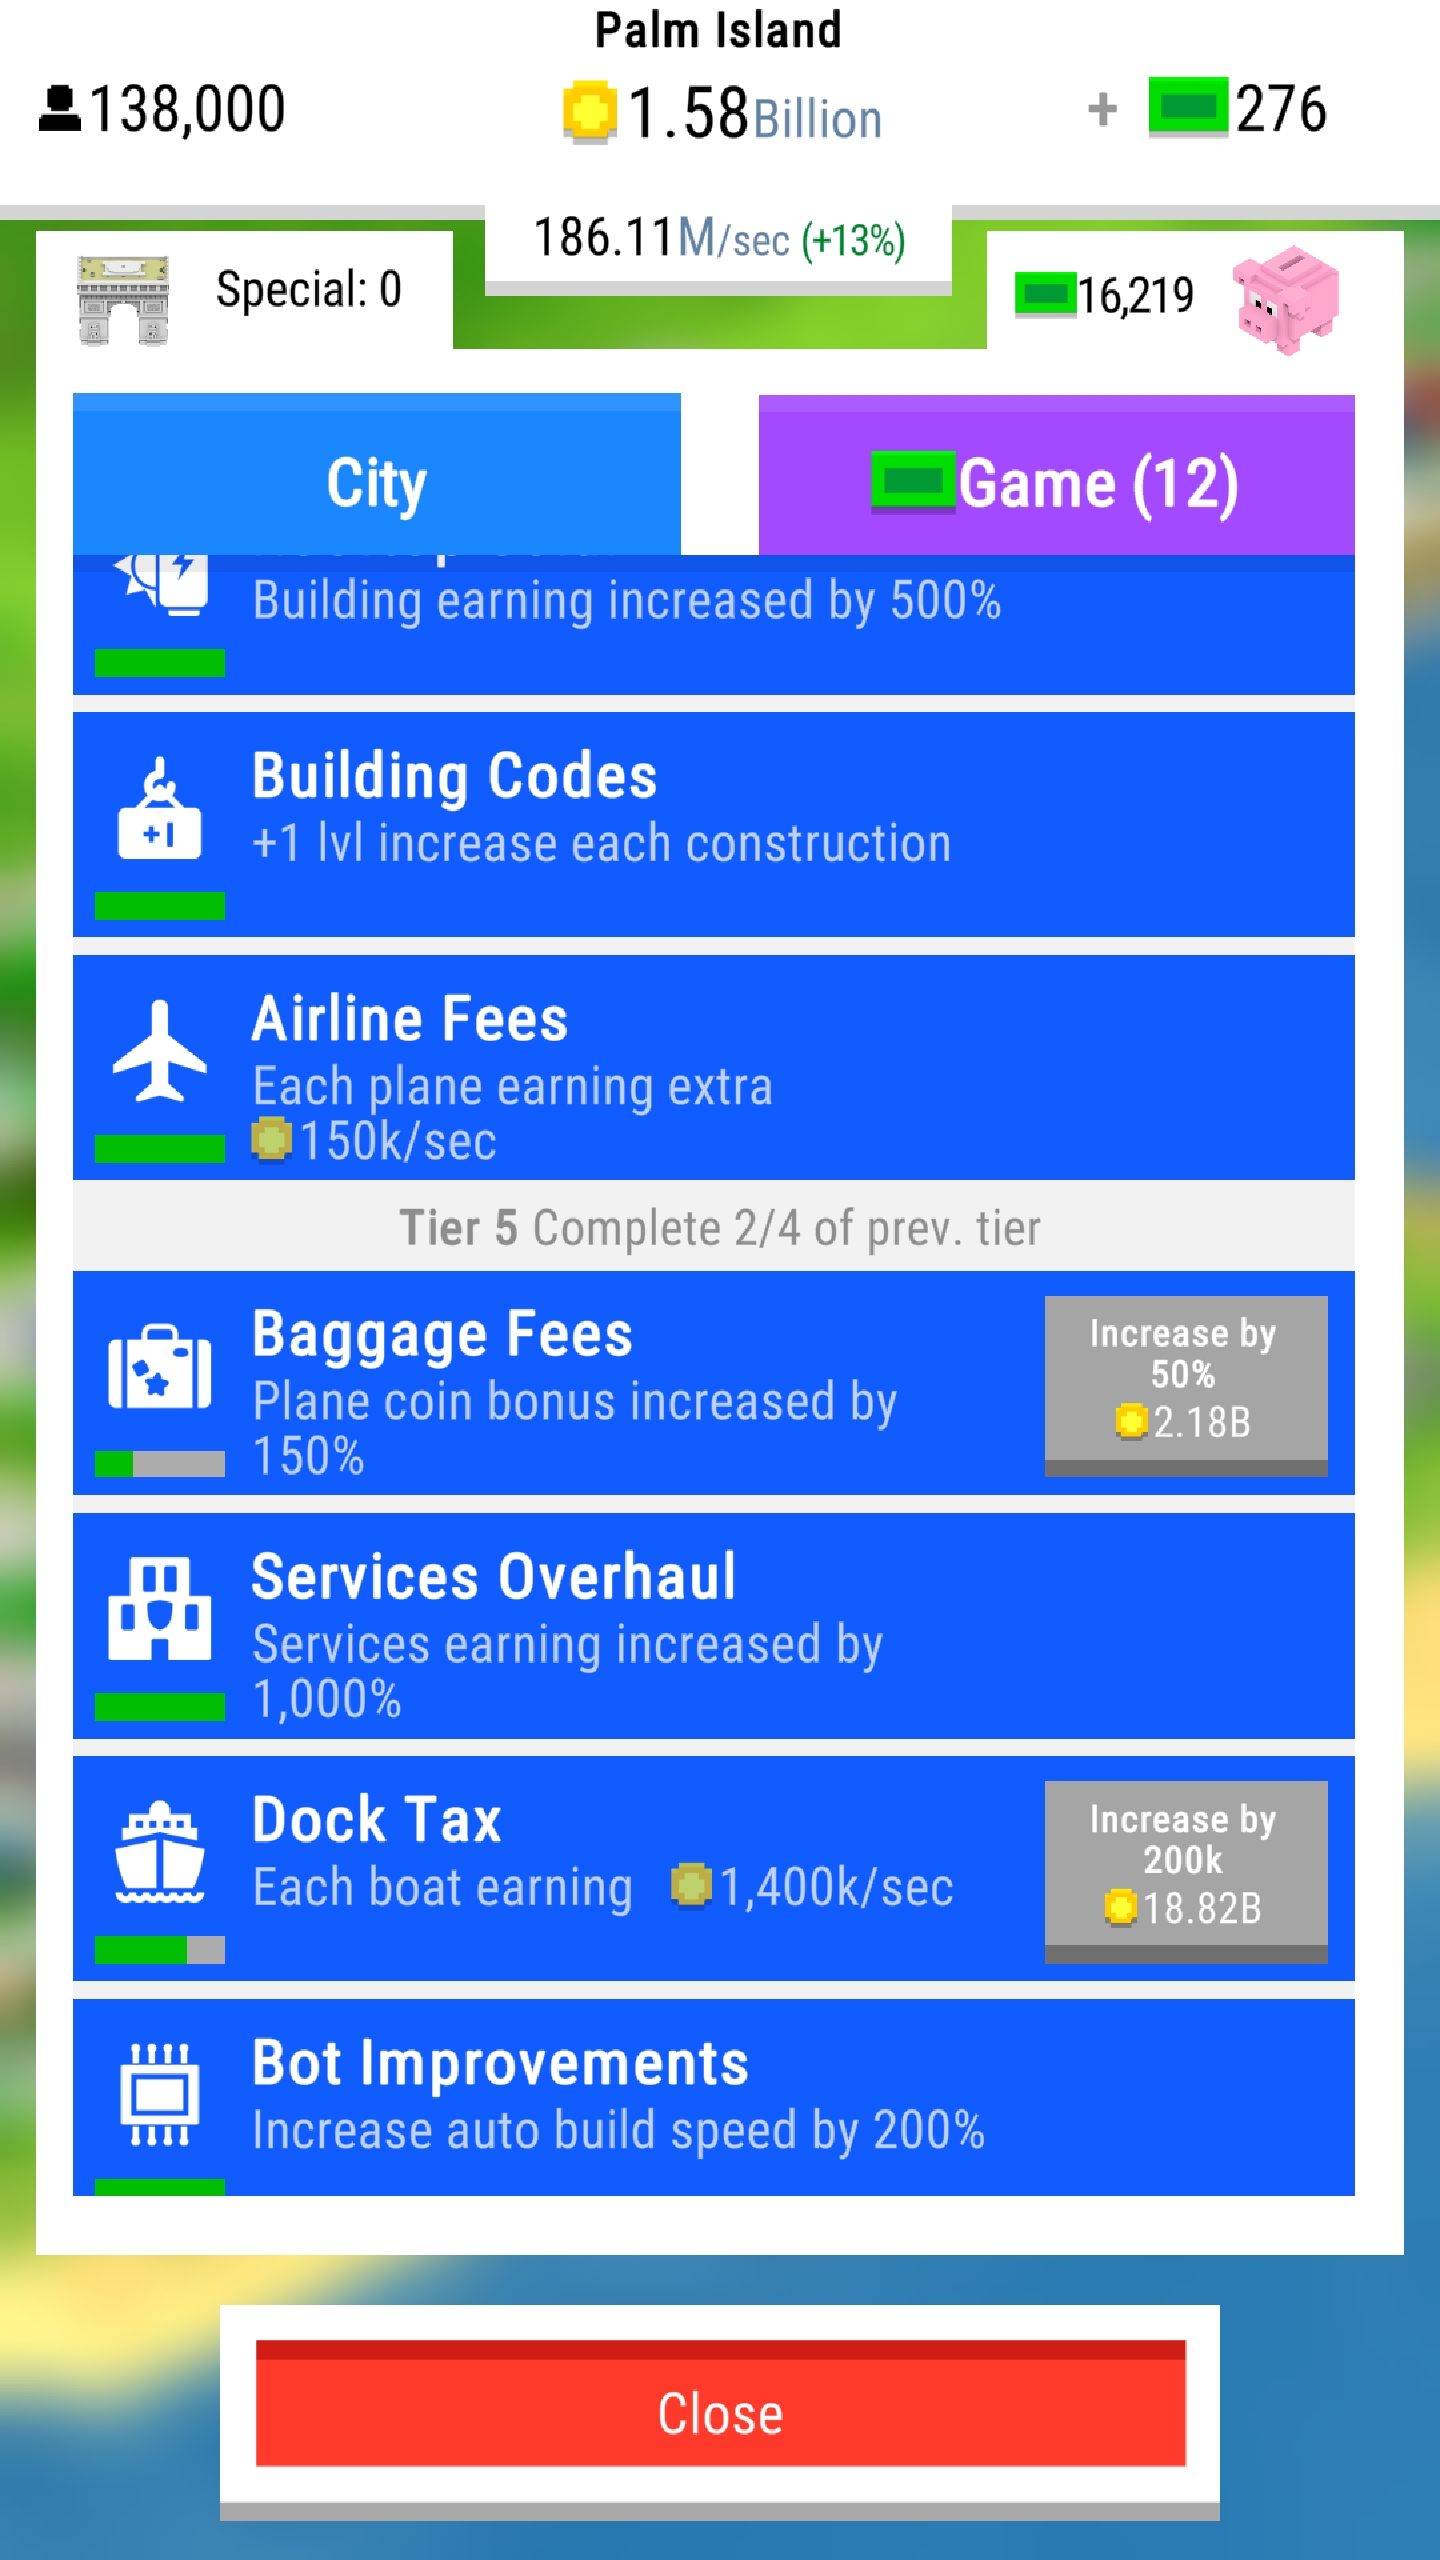 Palm Island
138,000
1.58Billion
+ 276
186.11M/sec (+13%)
Special: 0
16,219
City
Game (12)
Building earning increased by 500%
Building Codes
+1
+1 lvl increase each construction
Airline Fees
Each plane earning extra
150k/sec
Tier 5 Complete 2/4 of prev. tier
Baggage Fees
Plane coin bonus increased by
150%
Increase by
50%
2.18B
Services Overhaul
Services earning increased by
1,000%
Dock Tax
Each boat earning 1,400k/sec
Increase by
200k
18.82B
Bot Improvements
Increase auto build speed by 200%
Close